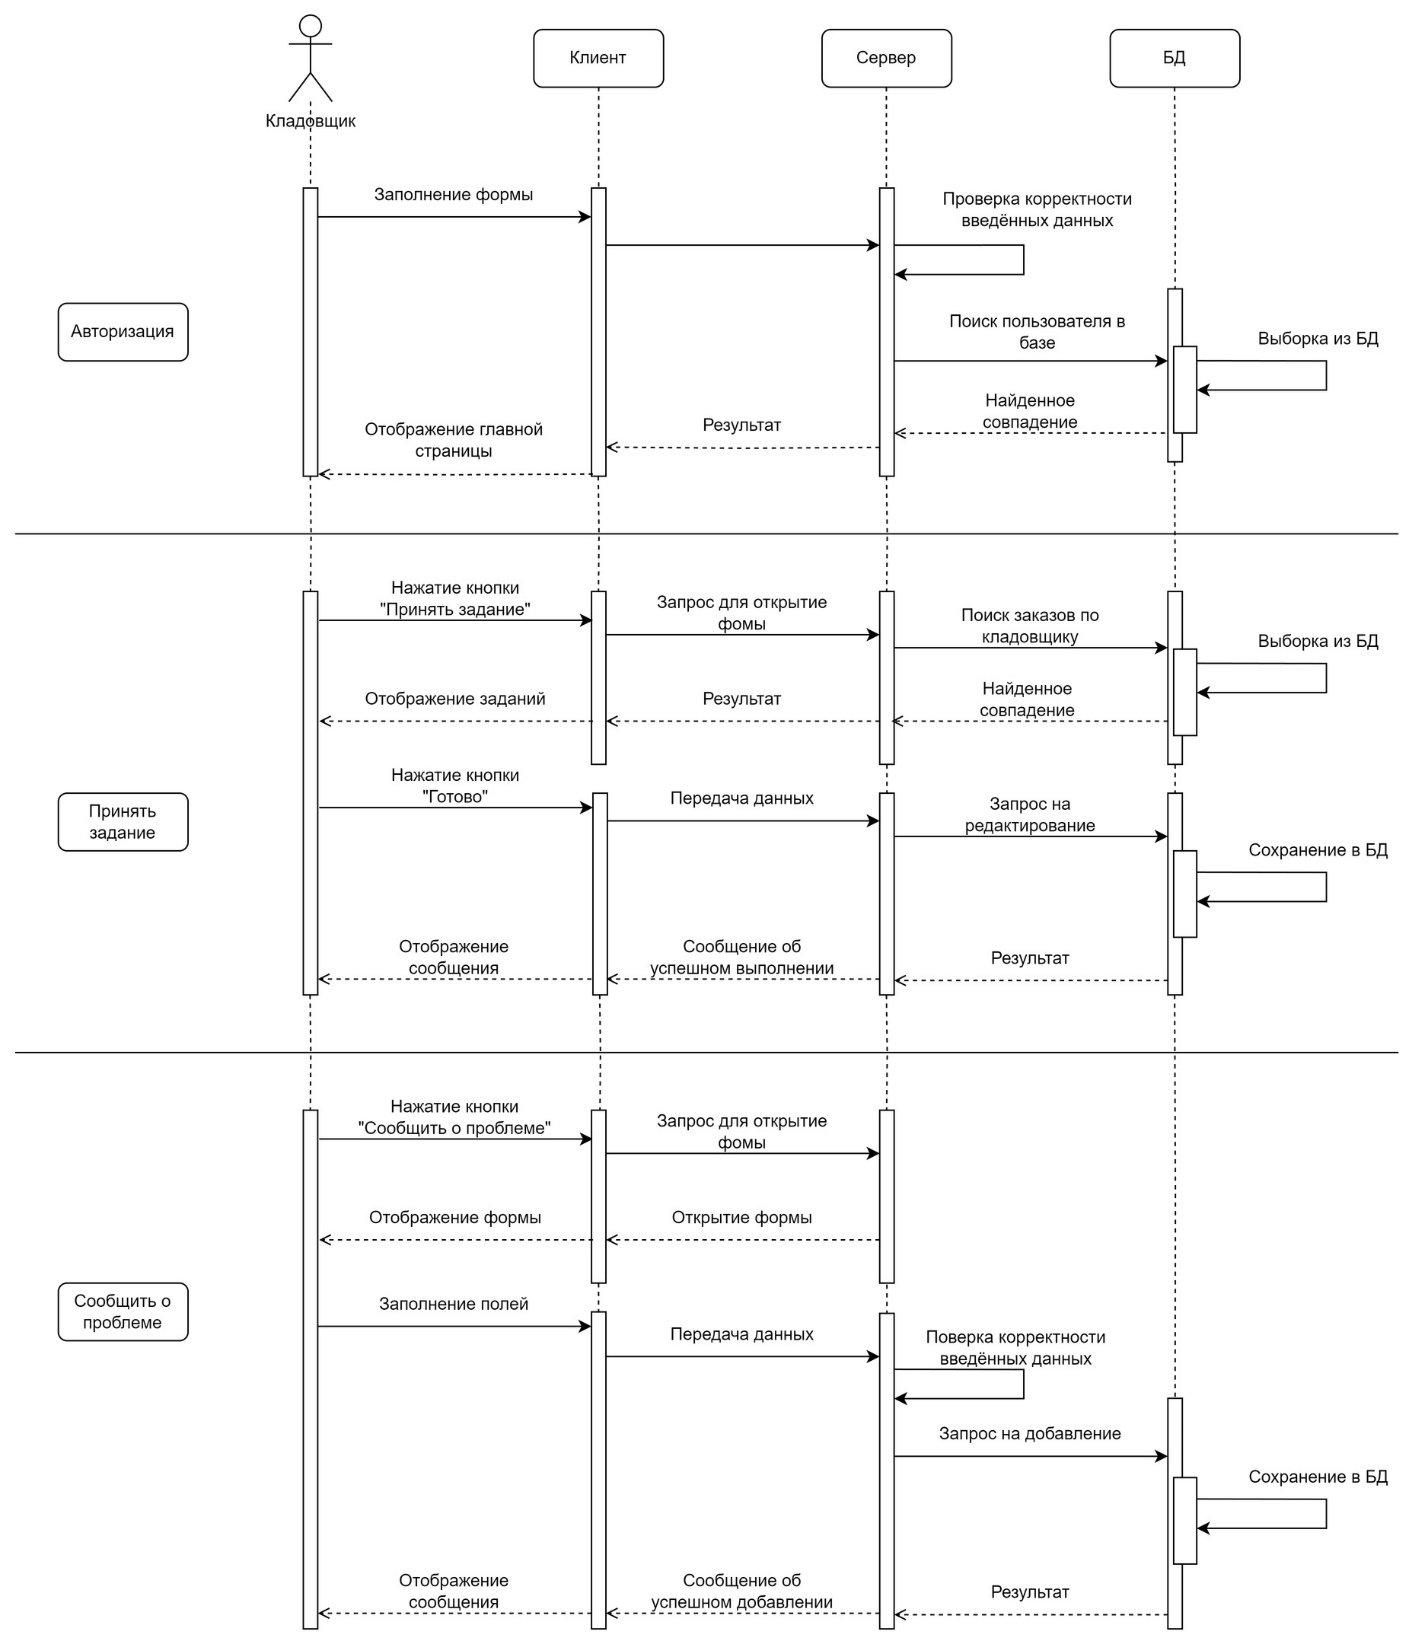 Кладовщик
Клиент
Сервер
БД
Заполнение формы
Проверка корректности
введённых данных
Авторизация
Поиск пользователя в
базе
Выборка из БД
Найденное
совпадение
Результат
Отображение главной
страницы
Нажатие кнопки
"Принять задание"
Запрос для открытие
фомы
Поиск заказов по
кладовщику
Выборка из БД
Найденное
совпадение
Результат
Отображение заданий
Принять
задание
Нажатие кнопки
"Готово"
Передача данных
Запрос на
редактирование
Сохранение в БД
Результат
Сообщение об
успешном выполнении
Отображение
сообщения
Нажатие кнопки
"Сообщить о проблеме"
Запрос для открытие
фомы
Открытие формы
Отображение формы
Сообщить о
проблеме
Заполнение полей
Передача данных
Поверка корректности
введённых данных
Запрос на добавление
Сохранение в БД
Результат
Сообщение об
успешном добавлении
Отображение
сообщения